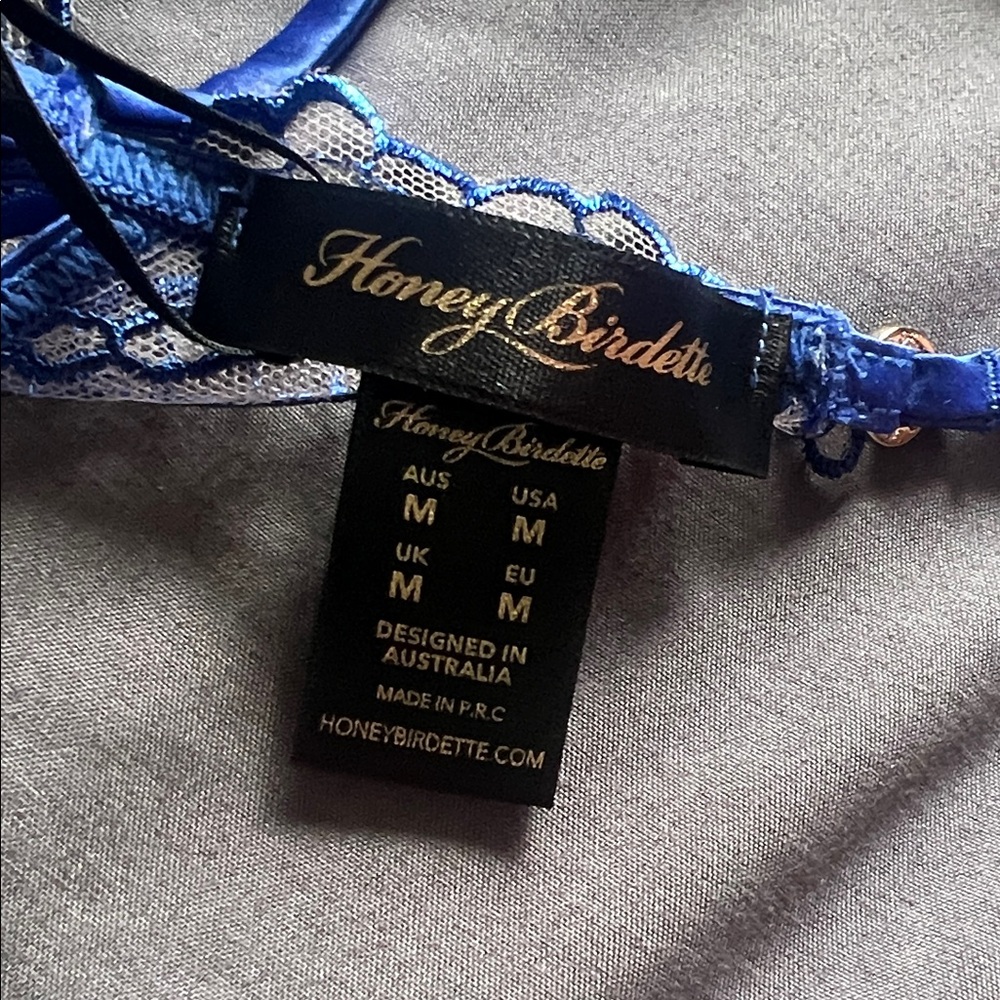 Honey Birdette
Honey Birdette
AUS USA
M M
UK EU
M M
DESIGNED IN
AUSTRALIA
MADE IN P.R.C
HONEYBIRDETTE.COM